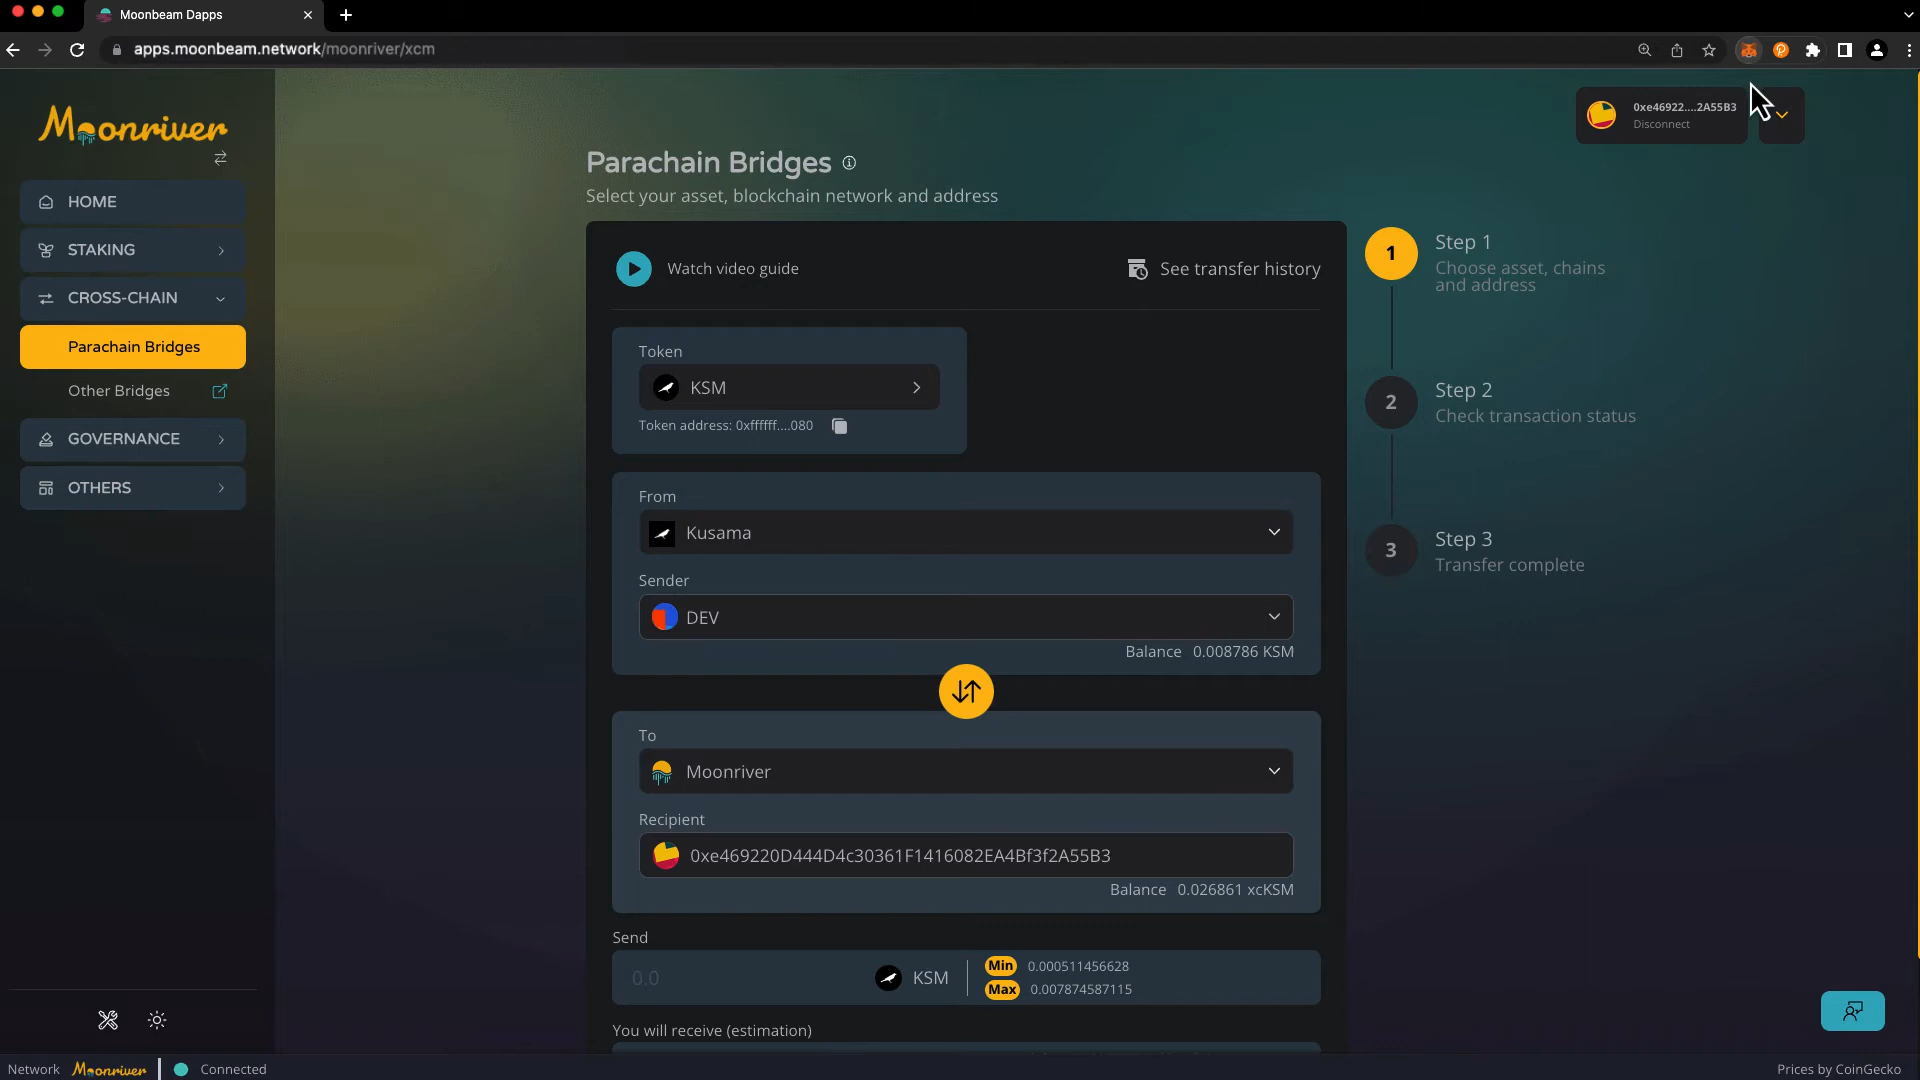 Moonbeam Dapps
apps.moonbeam.network/moonriver/xcm
Moonriver
HOME
STAKING
CROSS-CHAIN
Parachain Bridges
Other Bridges
GOVERNANCE
OTHERS
0xe46922....2A55B3
Disconnect
Parachain Bridges
Select your asset, blockchain network and address
Watch video guide
See transfer history
Token
KSM
Token address: 0xffffff....080
From
Kusama
Sender
DEV
Balance 0.008786 KSM
To
Moonriver
Recipient
0xe469220D444D4c30361F1416082EA4Bf3f2A55B3
Balance 0.026861 xcKSM
Send
0.0
KSM
Min 0.000511456628
Max 0.007874587115
You will receive (estimation)
1
Step 1
Choose asset, chains
and address
2
Step 2
Check transaction status
3
Step 3
Transfer complete
Network Moonriver Connected
Prices by CoinGecko